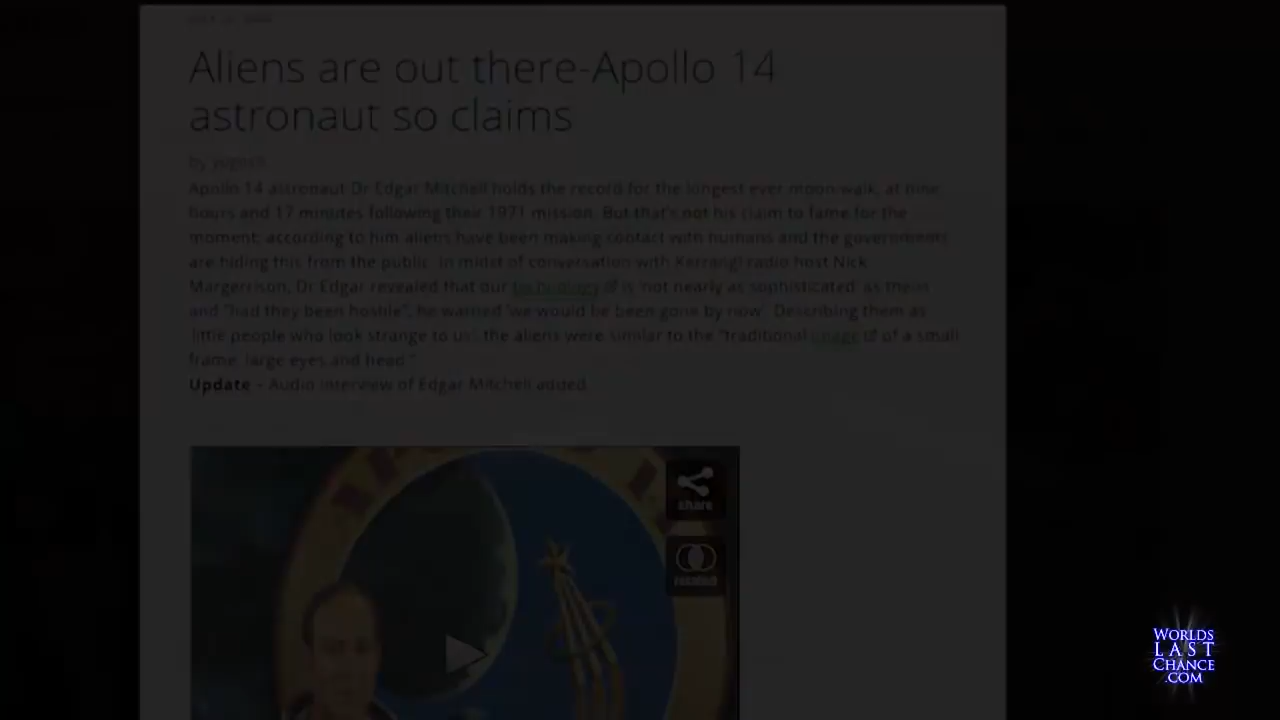 Aliens are out there-Apollo 14
astronaut so claims
by
Apollo 14 astronaut Dr Edgar Mitchell holds the record for the longest ever moon walk, at nine
hours and 17 minutes following their 1971 mission. But that's not his claim to fame for the
moment; according to him aliens have been making contact with humans and the governments
are hiding this from the public. In midst of conversation with Kerrang! radio host Nick
Margerrison, Dr Edgar revealed that our technology is 'not nearly as sophisticated' as theirs
and "had they been hostile", he warned 'we would be been gone by now'. Describing them as
'little people who look strange to us', the aliens were similar to the "traditional image of a small
frame, large eyes and head."
Update – Audio interview of Edgar Mitchell added.
share
related
WORLDS
LAST
CHANCE
.COM